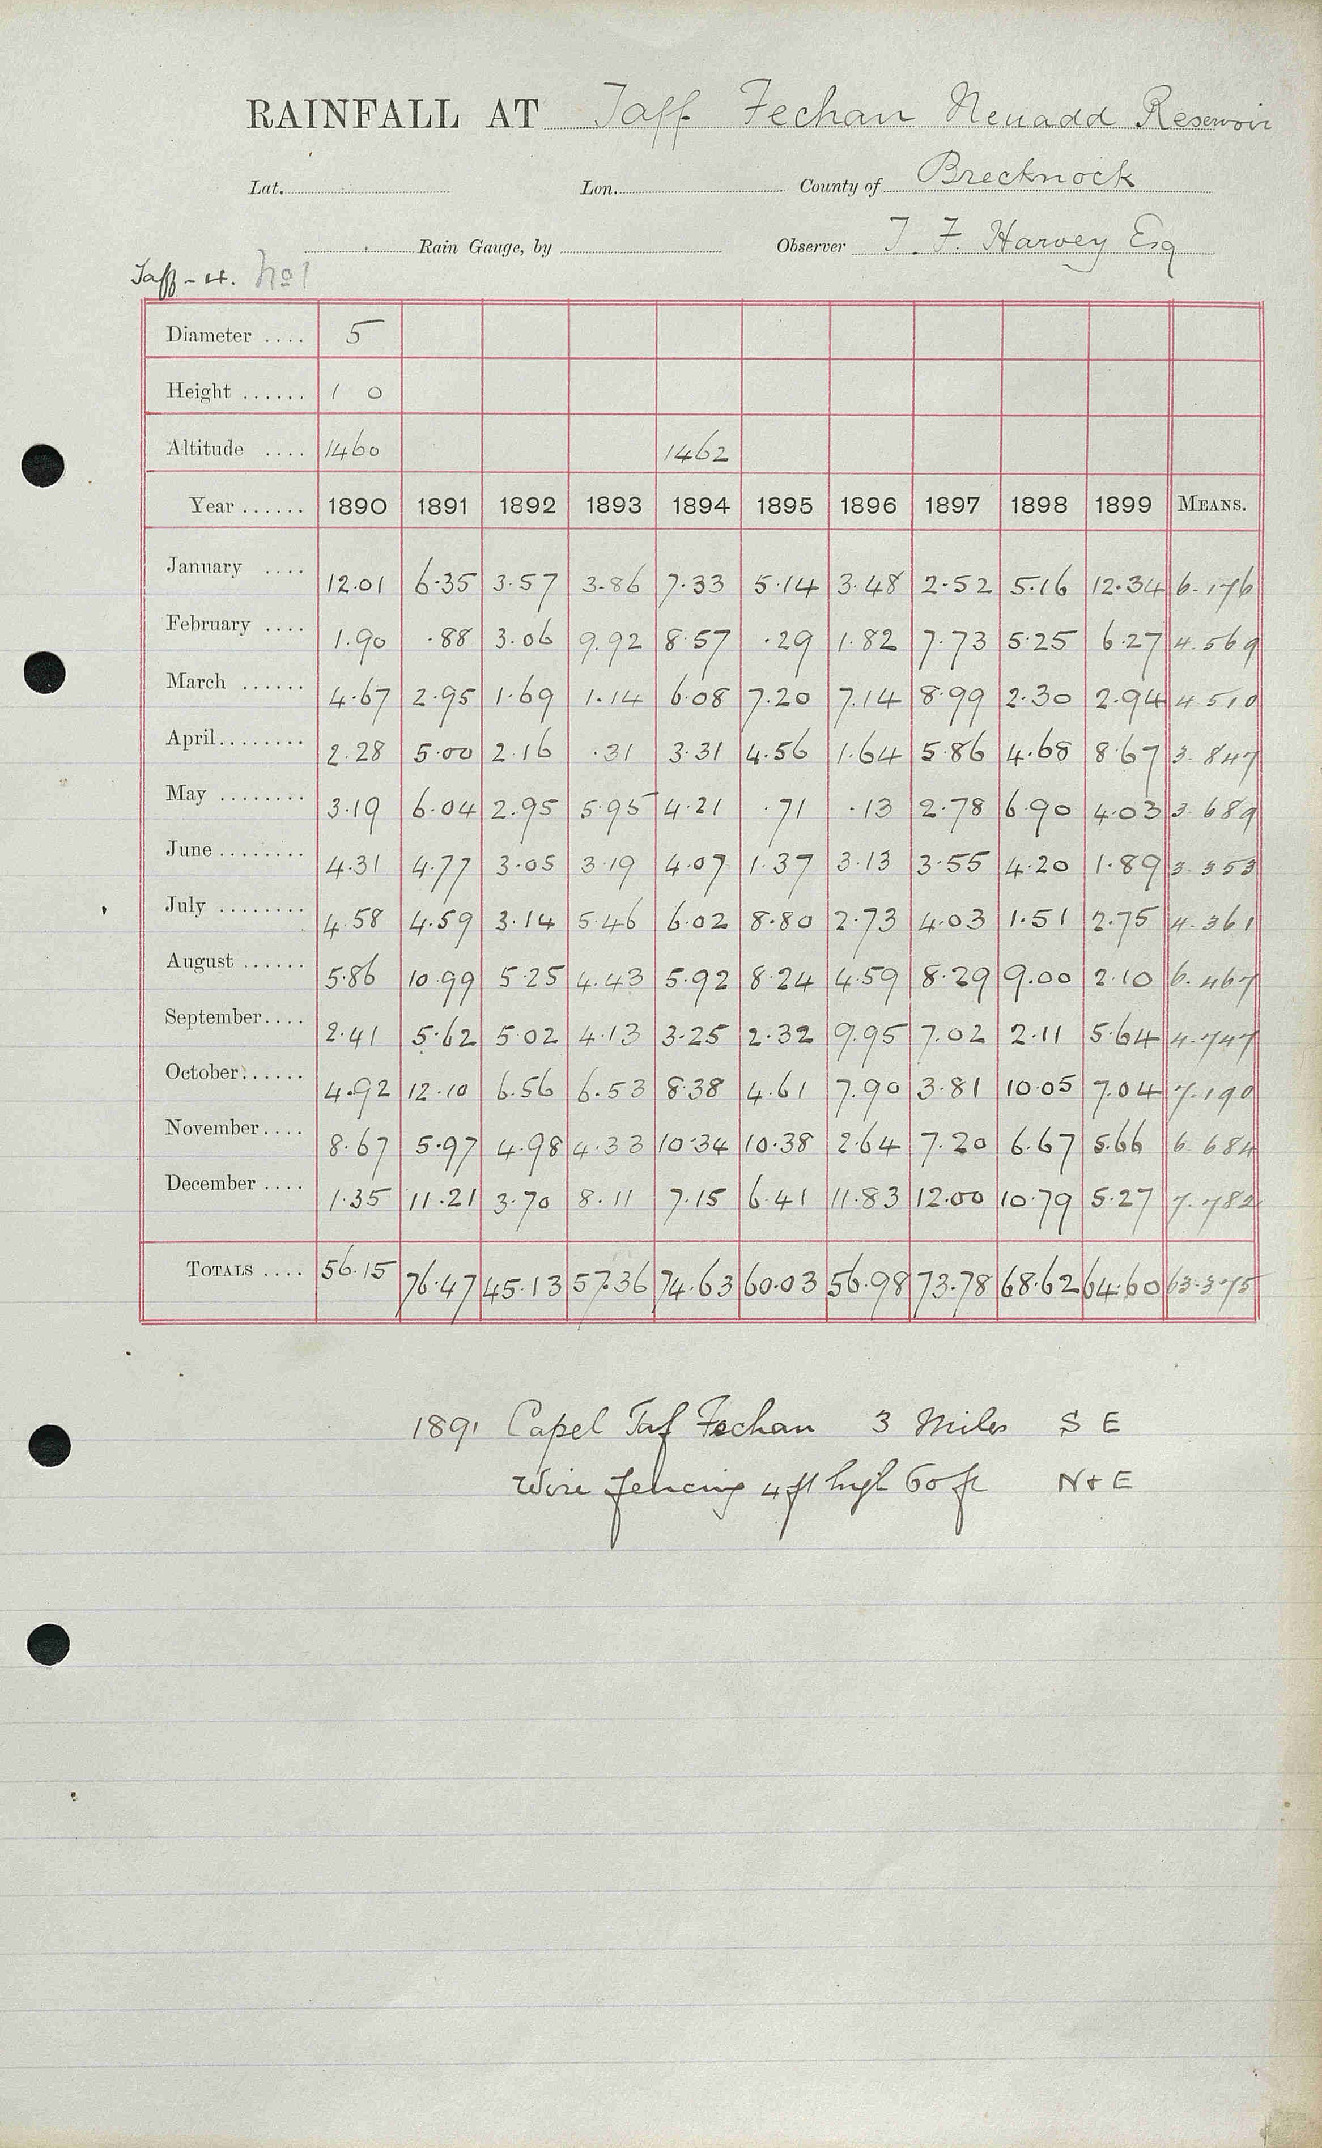 RAINFALL AT Taff Fechan Neuadd Reservoir
Lat. Lon. County of Brecknock
Rain Gauge, by Observer T. F. Harvey Esq
Taff - 4. No 1
Diameter .... 5
Height ...... 1 0
Altitude .... 1460 1462
Year ...... 1890 1891 1892 1893 1894 1895 1896 1897 1898 1899 MEANS.
January .... 12.01 6.35 3.57 3.86 7.33 5.14 3.48 2.52 5.16 12.34 6.176
February .... 1.90 .88 3.06 9.92 8.57 .29 1.82 7.73 5.25 6.27 4.569
March ...... 4.67 2.95 1.69 1.14 6.08 7.20 7.14 8.99 2.30 2.94 4.510
April ........ 2.28 5.00 2.16 .31 3.31 4.56 1.64 5.86 4.68 8.67 3.847
May ........ 3.19 6.04 2.95 5.95 4.21 .71 .13 2.78 6.90 4.03 3.689
June ........ 4.31 4.77 3.05 3.19 4.07 1.37 3.13 3.55 4.20 1.89 3.353
July ........ 4.58 4.59 3.14 5.46 6.02 8.80 2.73 4.03 1.51 2.75 4.361
August ...... 5.86 10.99 5.25 4.43 5.92 8.24 4.59 8.29 9.00 2.10 6.467
September .... 2.41 5.62 5.02 4.13 3.25 2.32 9.95 7.02 2.11 5.64 4.747
October ...... 4.92 12.10 6.56 6.53 8.38 4.61 7.90 3.81 10.05 7.04 7.190
November .... 8.67 5.97 4.98 4.33 10.34 10.38 2.64 7.20 6.67 5.66 6.684
December .... 1.35 11.21 3.70 8.11 7.15 6.41 11.83 12.00 10.79 5.27 7.782
TOTALS .... 56.15 76.47 45.13 57.36 74.63 60.03 56.98 73.78 68.62 64.60 63.375
1891 Capel Taf Fechan 3 Miles S E
Wire fencing 4 ft high 60 ft N + E